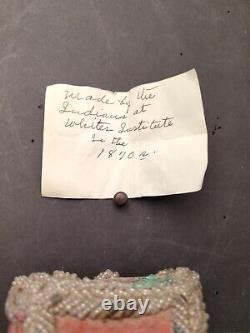 Made by the
Indians at
Whites Institute
In the
1870s.